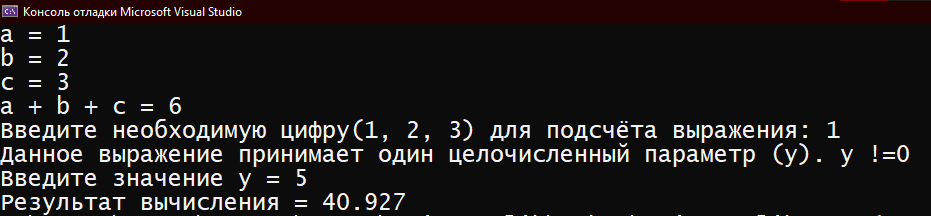 Консоль отладки Microsoft Visual Studio
a = 1
b = 2
c = 3
a + b + c = 6
Введите необходимую цифру(1, 2, 3) для подсчёта выражения: 1
Данное выражение принимает один целочисленный параметр (y). y !=0
Введите значение y = 5
Результат вычисления = 40.927